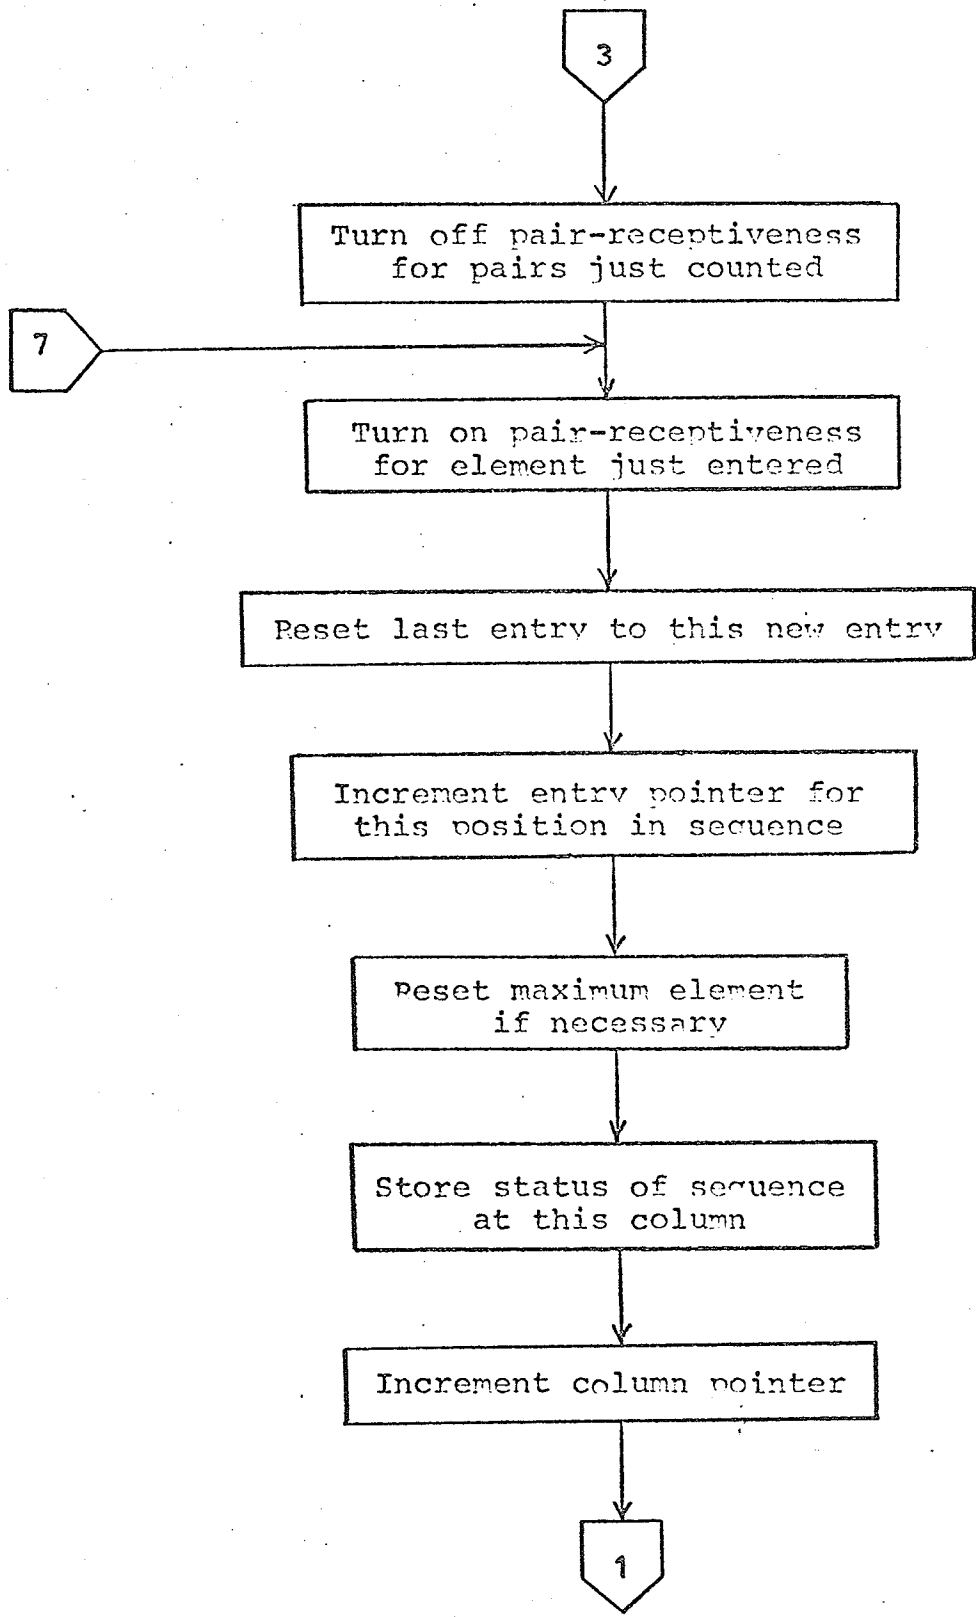 3
Turn off pair-receptiveness
for pairs just counted
7
Turn on pair-receptiveness
for element just entered
Reset last entry to this new entry
Increment entry pointer for
this position in sequence
Reset maximum element
if necessary
Store status of sequence
at this column
Increment column pointer
1